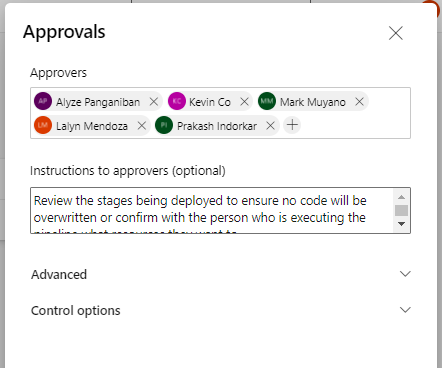 Approvals
Approvers
AP Alyze Panganiban KC Kevin Co MM Mark Muyano
LM Lalyn Mendoza PI Prakash Indorkar
Instructions to approvers (optional)
Review the stages being deployed to ensure no code will be
overwritten or confirm with the person who is executing the
pipeline what resources they want to
Advanced
Control options